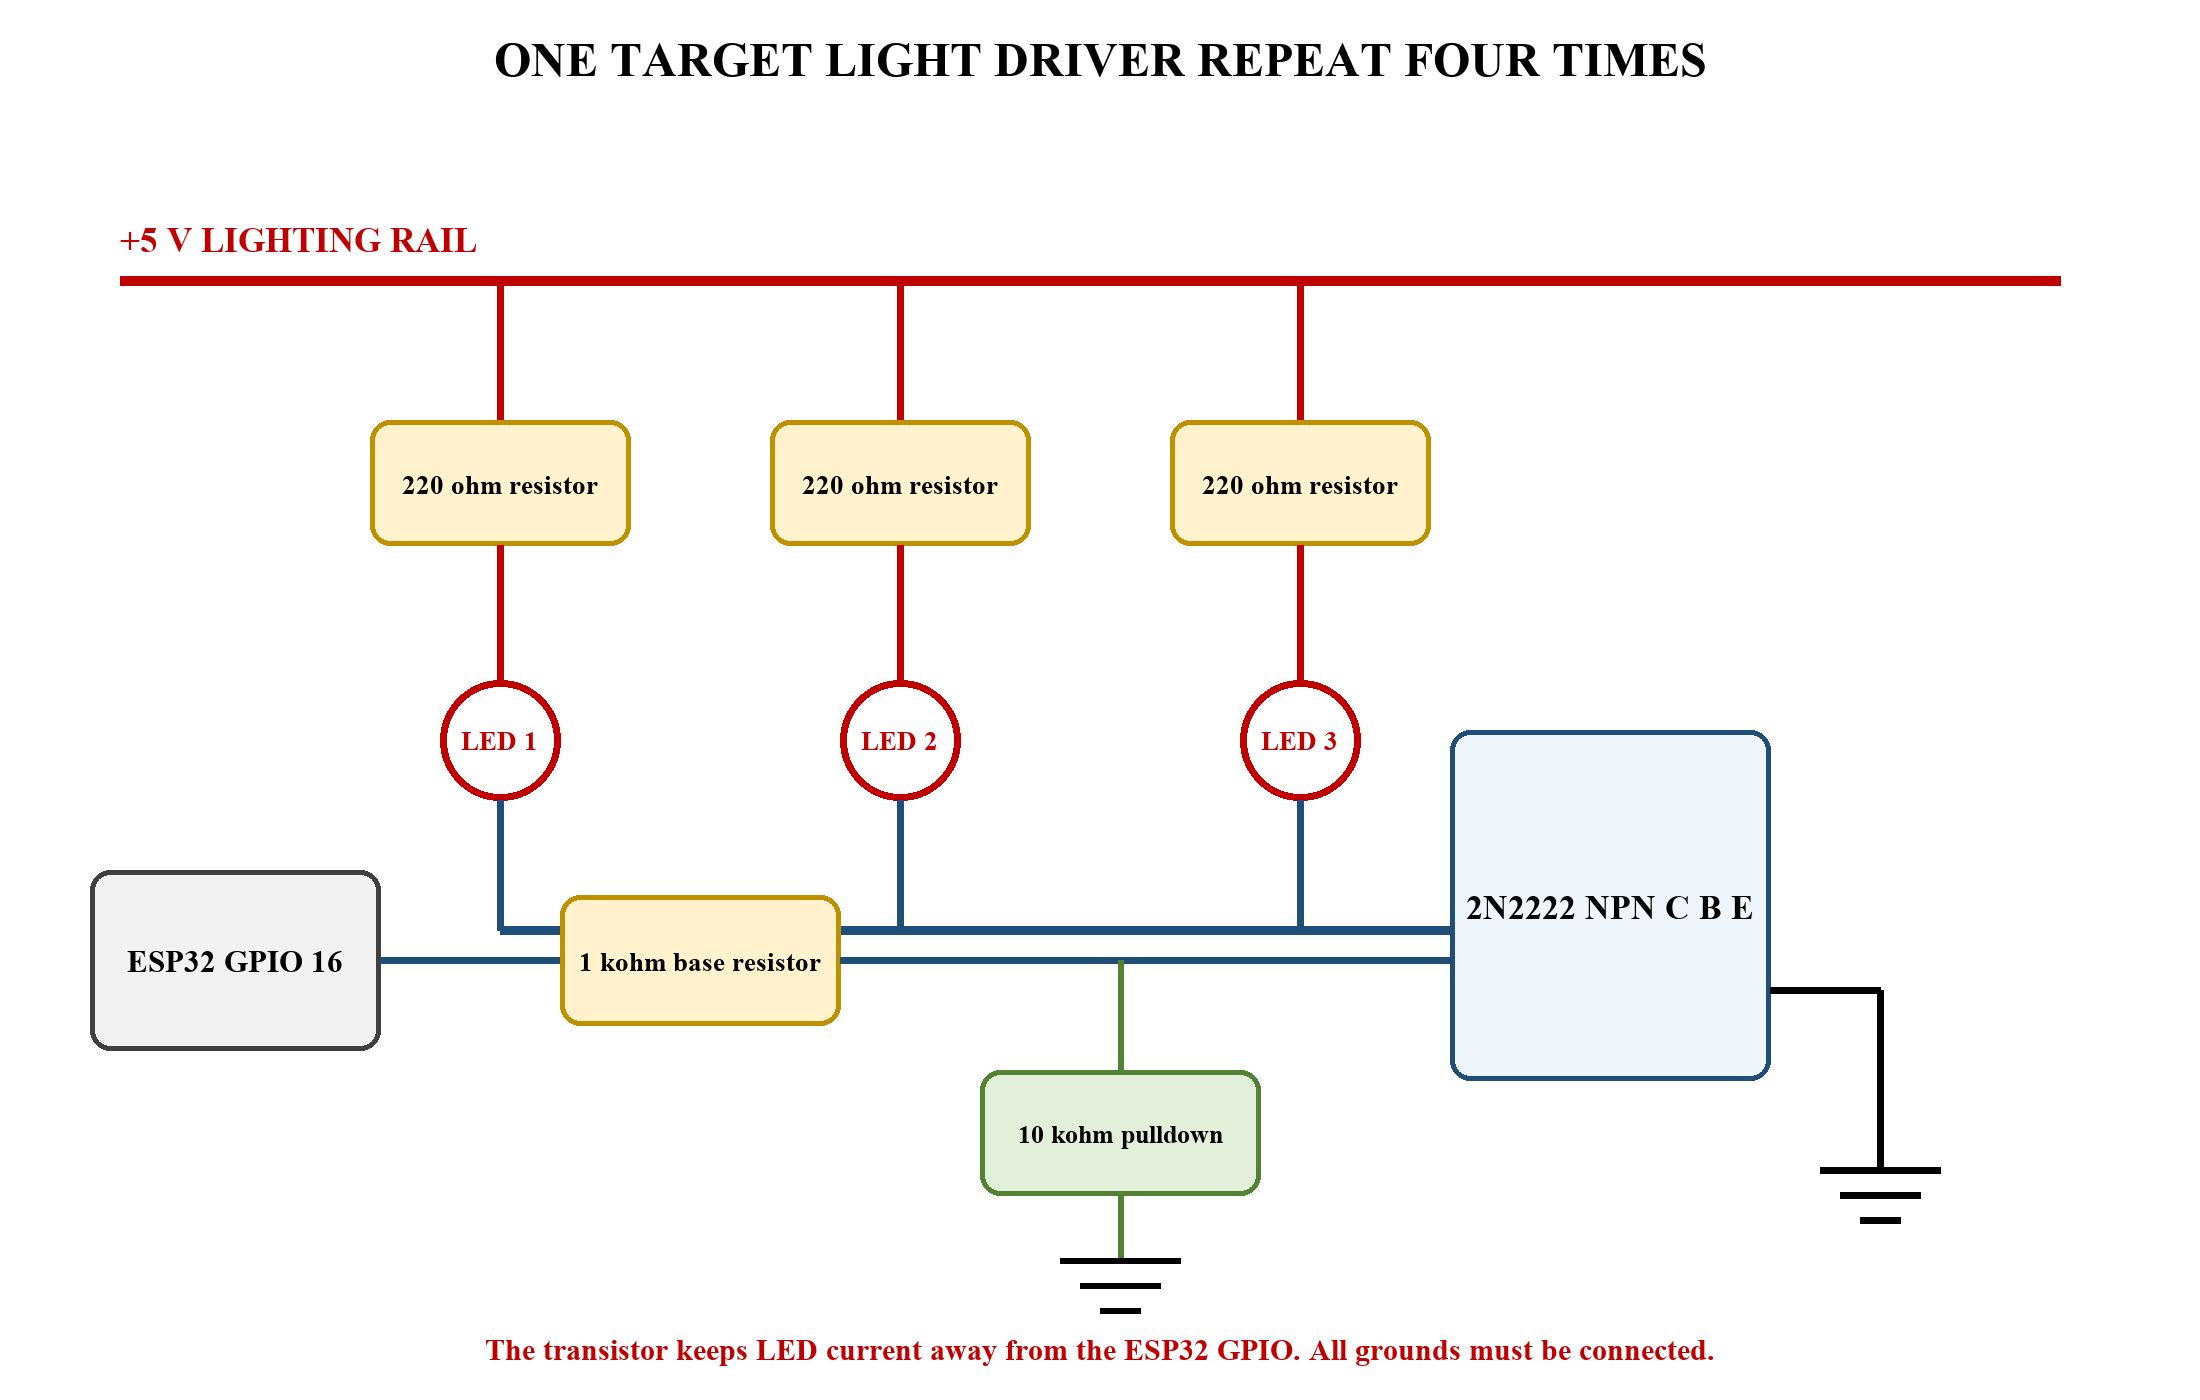 ONE TARGET LIGHT DRIVER REPEAT FOUR TIMES
+5 V LIGHTING RAIL
220 ohm resistor
220 ohm resistor
220 ohm resistor
LED 1
LED 2
LED 3
2N2222 NPN C B E
ESP32 GPIO 16
1 kohm base resistor
10 kohm pulldown
The transistor keeps LED current away from the ESP32 GPIO. All grounds must be connected.